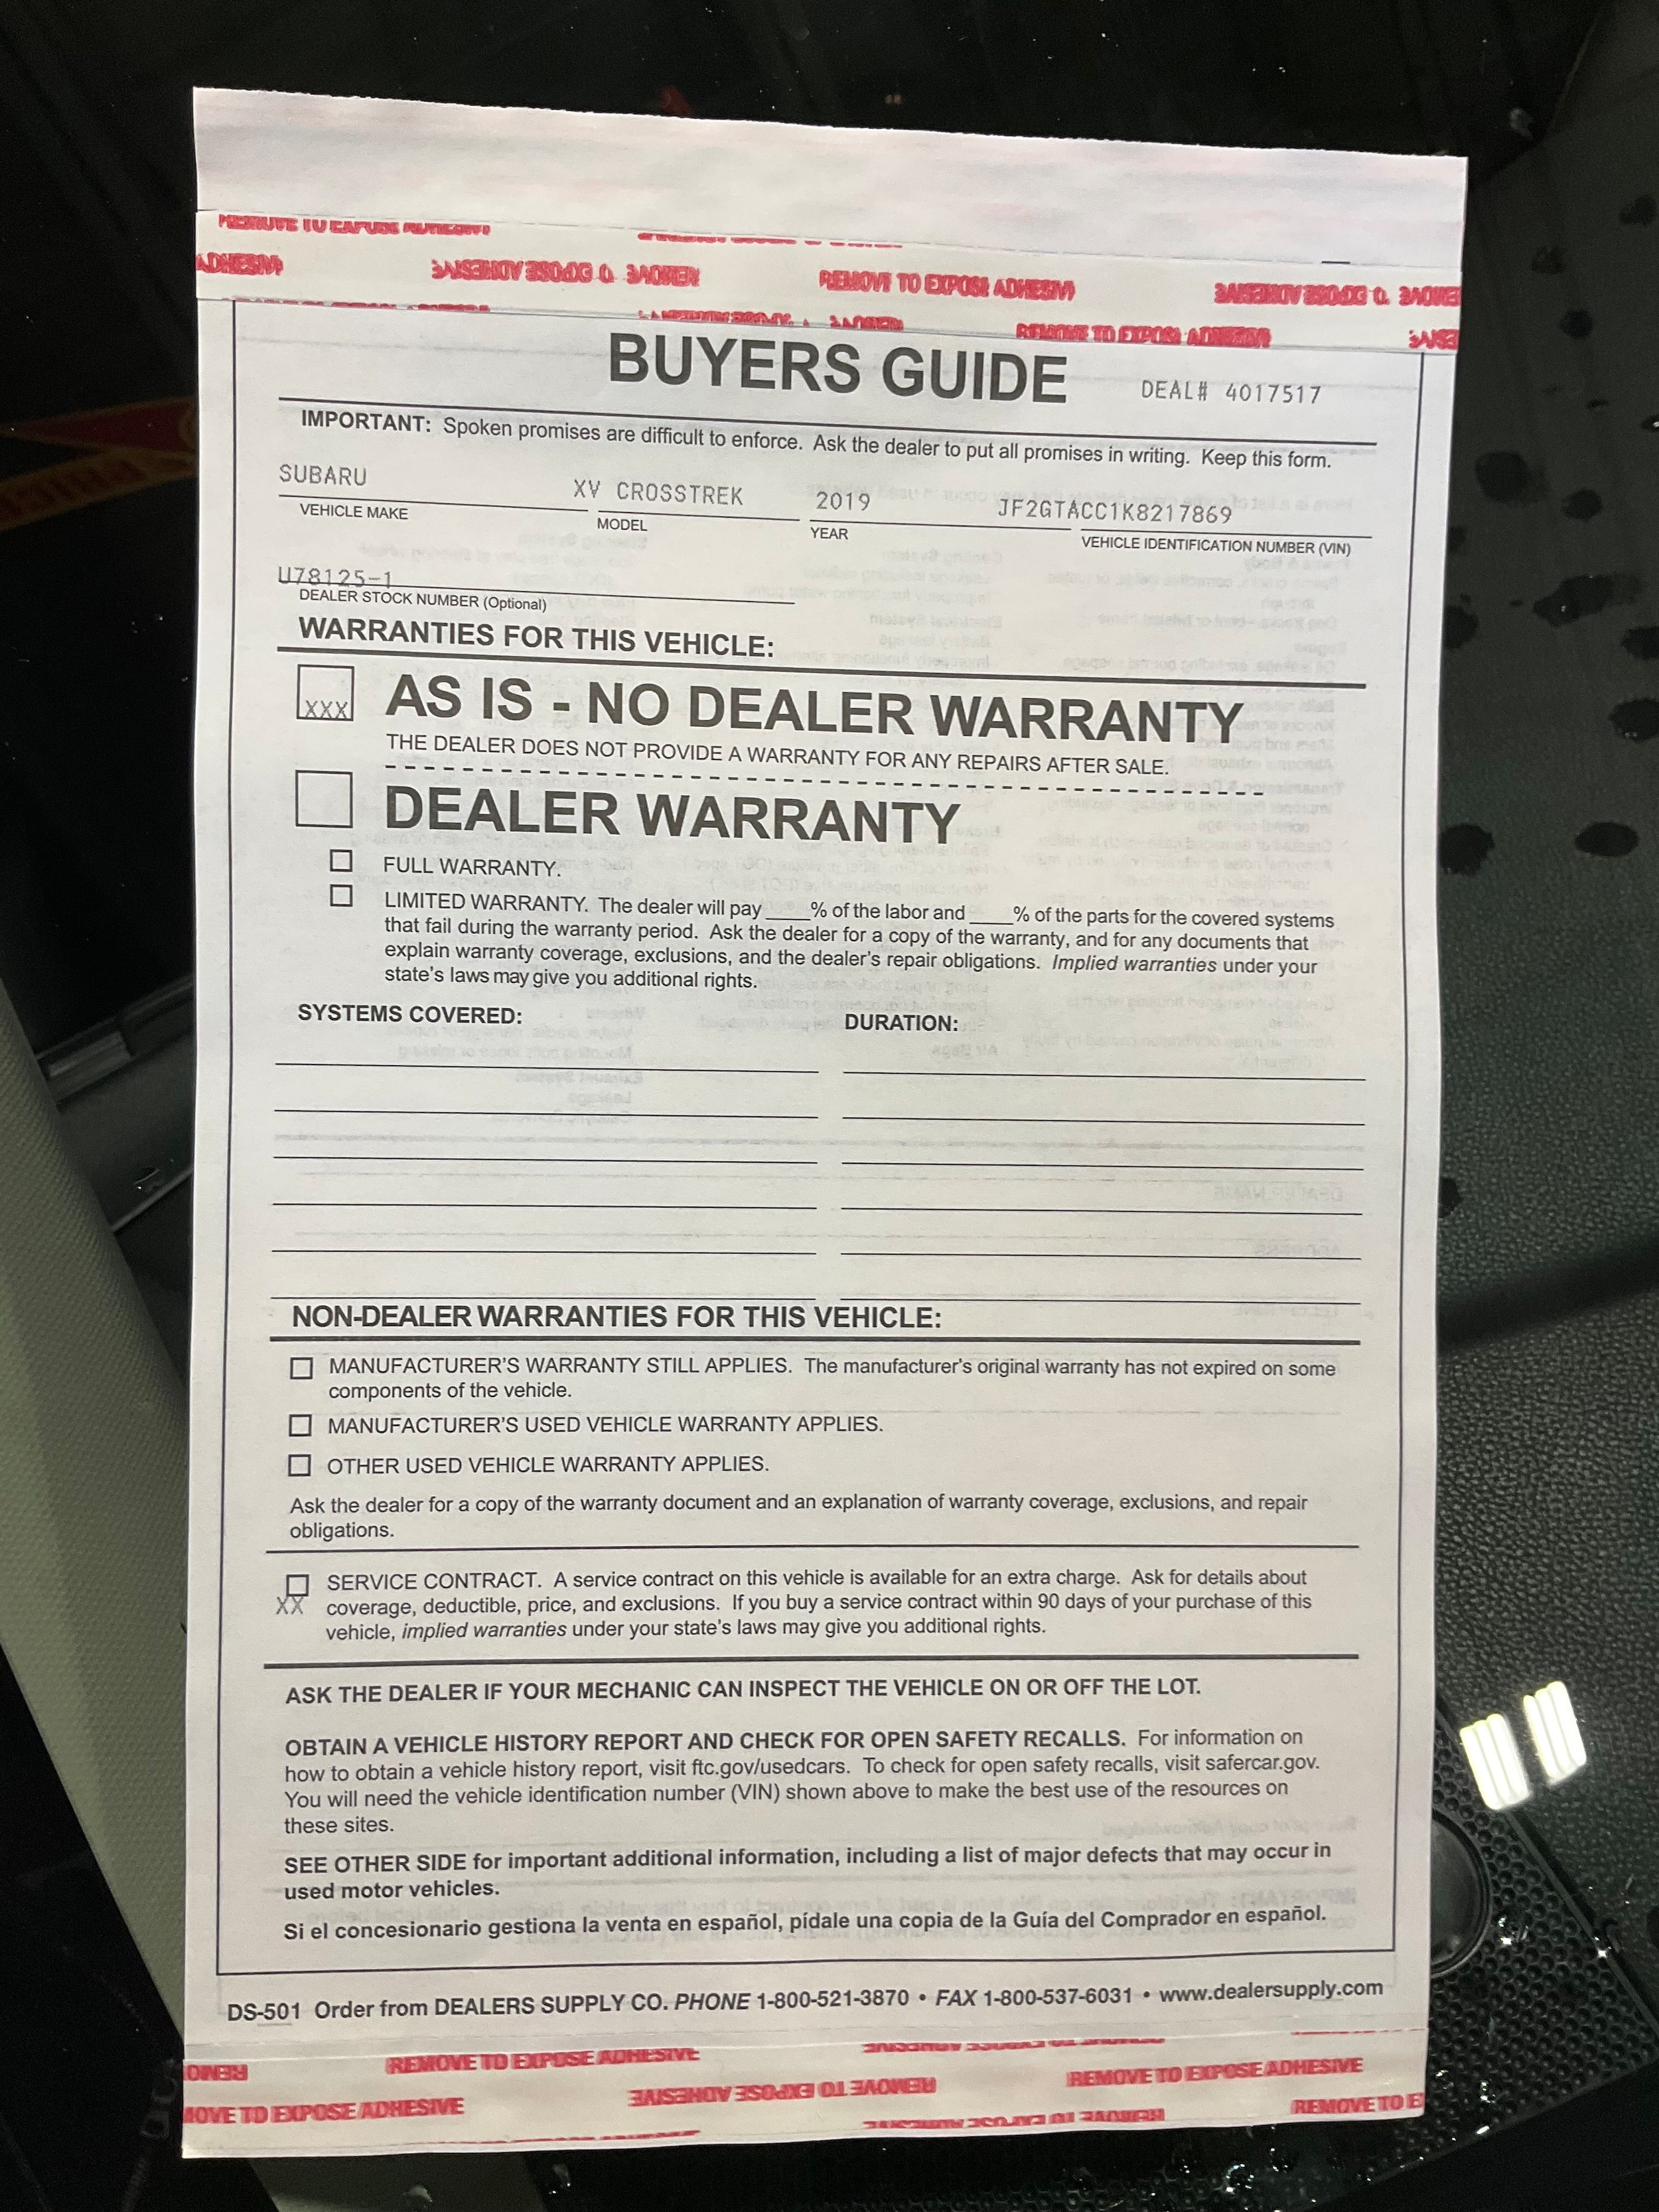 REMOVE TO EXPOSE ADHESIVE
REMOVE TO EXPOSE ADHESIVE
REMOVE TO EXPOSE ADHESIVE
BUYERS GUIDE
DEAL# 4017517
IMPORTANT: Spoken promises are difficult to enforce. Ask the dealer to put all promises in writing. Keep this form.
SUBARU XV CROSSTREK 2019 JF2GTACC1K8217869
VEHICLE MAKE MODEL YEAR VEHICLE IDENTIFICATION NUMBER (VIN)
U78125-1
DEALER STOCK NUMBER (Optional)
WARRANTIES FOR THIS VEHICLE:
XXX AS IS - NO DEALER WARRANTY
THE DEALER DOES NOT PROVIDE A WARRANTY FOR ANY REPAIRS AFTER SALE.
DEALER WARRANTY
FULL WARRANTY.
LIMITED WARRANTY. The dealer will pay ____% of the labor and ____% of the parts for the covered systems
that fail during the warranty period. Ask the dealer for a copy of the warranty, and for any documents that
explain warranty coverage, exclusions, and the dealer's repair obligations. Implied warranties under your
state's laws may give you additional rights.
SYSTEMS COVERED: DURATION:
NON-DEALER WARRANTIES FOR THIS VEHICLE:
MANUFACTURER'S WARRANTY STILL APPLIES. The manufacturer's original warranty has not expired on some
components of the vehicle.
MANUFACTURER'S USED VEHICLE WARRANTY APPLIES.
OTHER USED VEHICLE WARRANTY APPLIES.
Ask the dealer for a copy of the warranty document and an explanation of warranty coverage, exclusions, and repair
obligations.
SERVICE CONTRACT. A service contract on this vehicle is available for an extra charge. Ask for details about
XX coverage, deductible, price, and exclusions. If you buy a service contract within 90 days of your purchase of this
vehicle, implied warranties under your state's laws may give you additional rights.
ASK THE DEALER IF YOUR MECHANIC CAN INSPECT THE VEHICLE ON OR OFF THE LOT.
OBTAIN A VEHICLE HISTORY REPORT AND CHECK FOR OPEN SAFETY RECALLS. For information on
how to obtain a vehicle history report, visit ftc.gov/usedcars. To check for open safety recalls, visit safercar.gov.
You will need the vehicle identification number (VIN) shown above to make the best use of the resources on
these sites.
SEE OTHER SIDE for important additional information, including a list of major defects that may occur in
used motor vehicles.
Si el concesionario gestiona la venta en español, pídale una copia de la Guía del Comprador en español.
DS-501 Order from DEALERS SUPPLY CO. PHONE 1-800-521-3870 • FAX 1-800-537-6031 • www.dealersupply.com
REMOVE TO EXPOSE ADHESIVE
REMOVE TO EXPOSE ADHESIVE
REMOVE TO EXPOSE ADHESIVE
MOVE TO EXPOSE ADHESIVE
REMOVE TO E